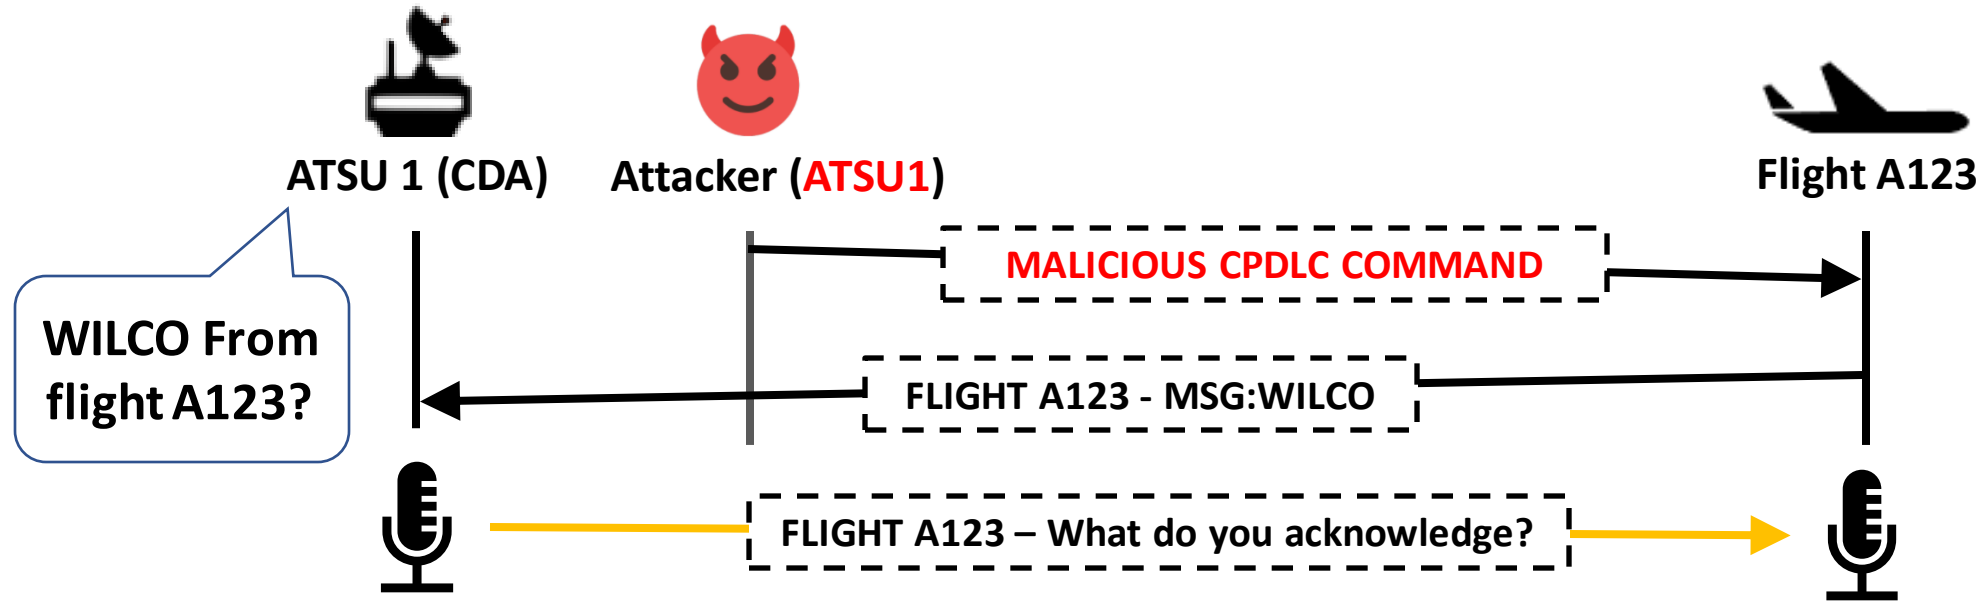 ATSU 1 (CDA)
Attacker (ATSU1)
Flight A123
MALICIOUS CPDLC COMMAND
WILCO From
flight A123?
FLIGHT A123 - MSG:WILCO
FLIGHT A123 – What do you acknowledge?